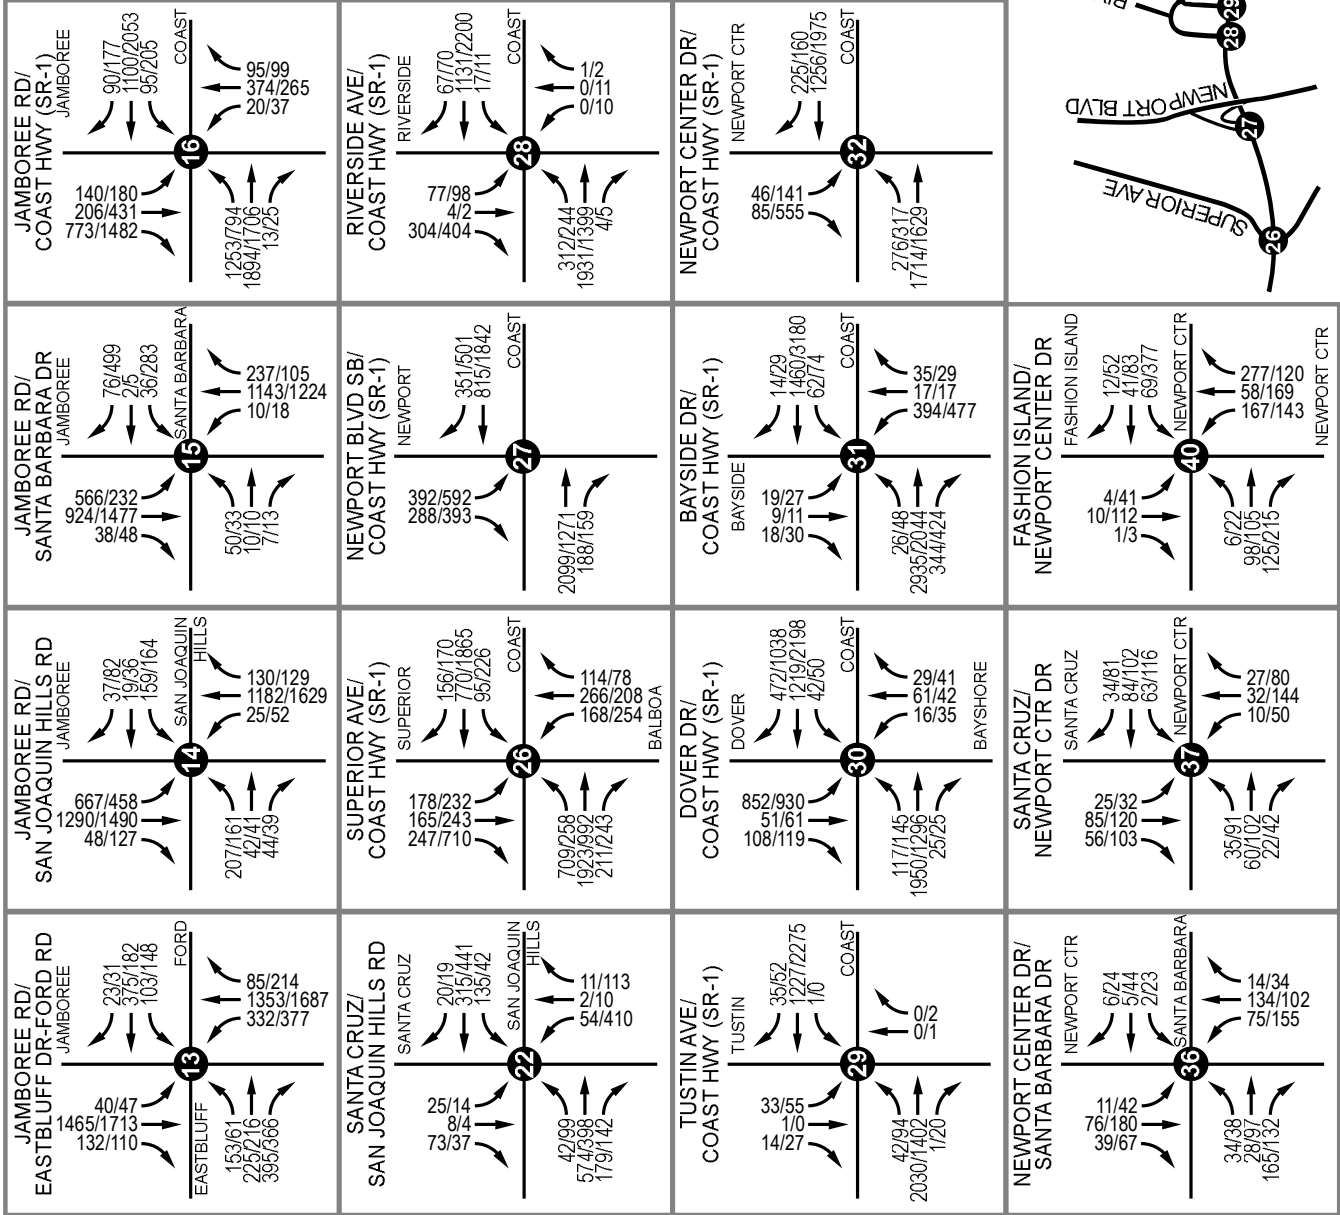 JAMBOREE RD/
COAST HWY (SR-1)
JAMBOREE
90/177
1100/2053
95/205
COAST
95/99
374/265
20/37
16
140/180
206/431
773/1482
1253/794
1894/1706
13/25
RIVERSIDE AVE/
COAST HWY (SR-1)
RIVERSIDE
67/70
1131/2200
17/11
COAST
1/2
0/11
0/10
28
77/98
4/2
304/404
312/244
1931/1399
4/5
NEWPORT CENTER DR/
COAST HWY (SR-1)
NEWPORT CTR
225/160
1256/1975
COAST
32
46/141
85/555
276/317
1714/1629
29
28
NEWPORT BLVD
27
SUPERIOR AVE
26
JAMBOREE RD/
SANTA BARBARA DR
JAMBOREE
76/499
2/5
36/283
SANTA BARBARA
237/105
1143/1224
10/18
15
566/232
924/1477
38/48
50/33
10/10
7/13
NEWPORT BLVD SB/
COAST HWY (SR-1)
NEWPORT
351/501
815/1842
COAST
27
392/592
288/393
2099/1271
188/159
BAYSIDE DR/
COAST HWY (SR-1)
BAYSIDE
14/29
1460/3180
62/74
COAST
35/29
17/17
394/477
31
19/27
9/11
18/30
26/48
2935/2044
344/424
FASHION ISLAND/
NEWPORT CENTER DR
FASHION ISLAND
12/52
41/83
69/377
NEWPORT CTR
277/120
58/169
167/143
NEWPORT CTR
40
4/41
10/112
1/3
6/22
98/105
125/215
JAMBOREE RD/
SAN JOAQUIN HILLS RD
JAMBOREE
37/82
19/36
159/164
SAN JOAQUIN
HILLS
130/129
1182/1629
25/52
14
667/458
1290/1490
48/127
207/161
42/41
44/39
SUPERIOR AVE/
COAST HWY (SR-1)
SUPERIOR
156/170
770/1865
95/226
COAST
114/78
266/208
168/254
BALBOA
26
178/232
165/243
247/710
709/258
1923/992
211/243
DOVER DR/
COAST HWY (SR-1)
DOVER
472/1038
1219/2198
42/50
COAST
29/41
61/42
16/35
BAYSHORE
30
852/930
51/61
108/119
117/145
1950/1296
25/25
SANTA CRUZ/
NEWPORT CTR DR
SANTA CRUZ
34/81
84/102
63/116
NEWPORT CTR
27/80
32/144
10/50
37
25/32
85/120
56/103
35/91
60/102
22/42
JAMBOREE RD/
EASTBLUFF DR-FORD RD
JAMBOREE
23/31
375/182
103/148
FORD
85/214
1353/1687
332/377
13
40/47
1465/1713
132/110
EASTBLUFF
153/61
225/216
395/366
SANTA CRUZ/
SAN JOAQUIN HILLS RD
SANTA CRUZ
20/19
315/441
135/42
SAN JOAQUIN
HILLS
11/113
2/10
54/410
22
25/14
8/4
73/37
42/99
574/398
179/142
TUSTIN AVE/
COAST HWY (SR-1)
TUSTIN
35/52
1227/2275
1/0
COAST
0/2
0/1
29
33/55
1/0
14/27
42/94
2030/1402
1/20
NEWPORT CENTER DR/
SANTA BARBARA DR
NEWPORT CTR
6/24
5/44
2/23
SANTA BARBARA
14/34
134/102
75/155
36
11/42
76/180
39/67
34/38
28/97
165/132